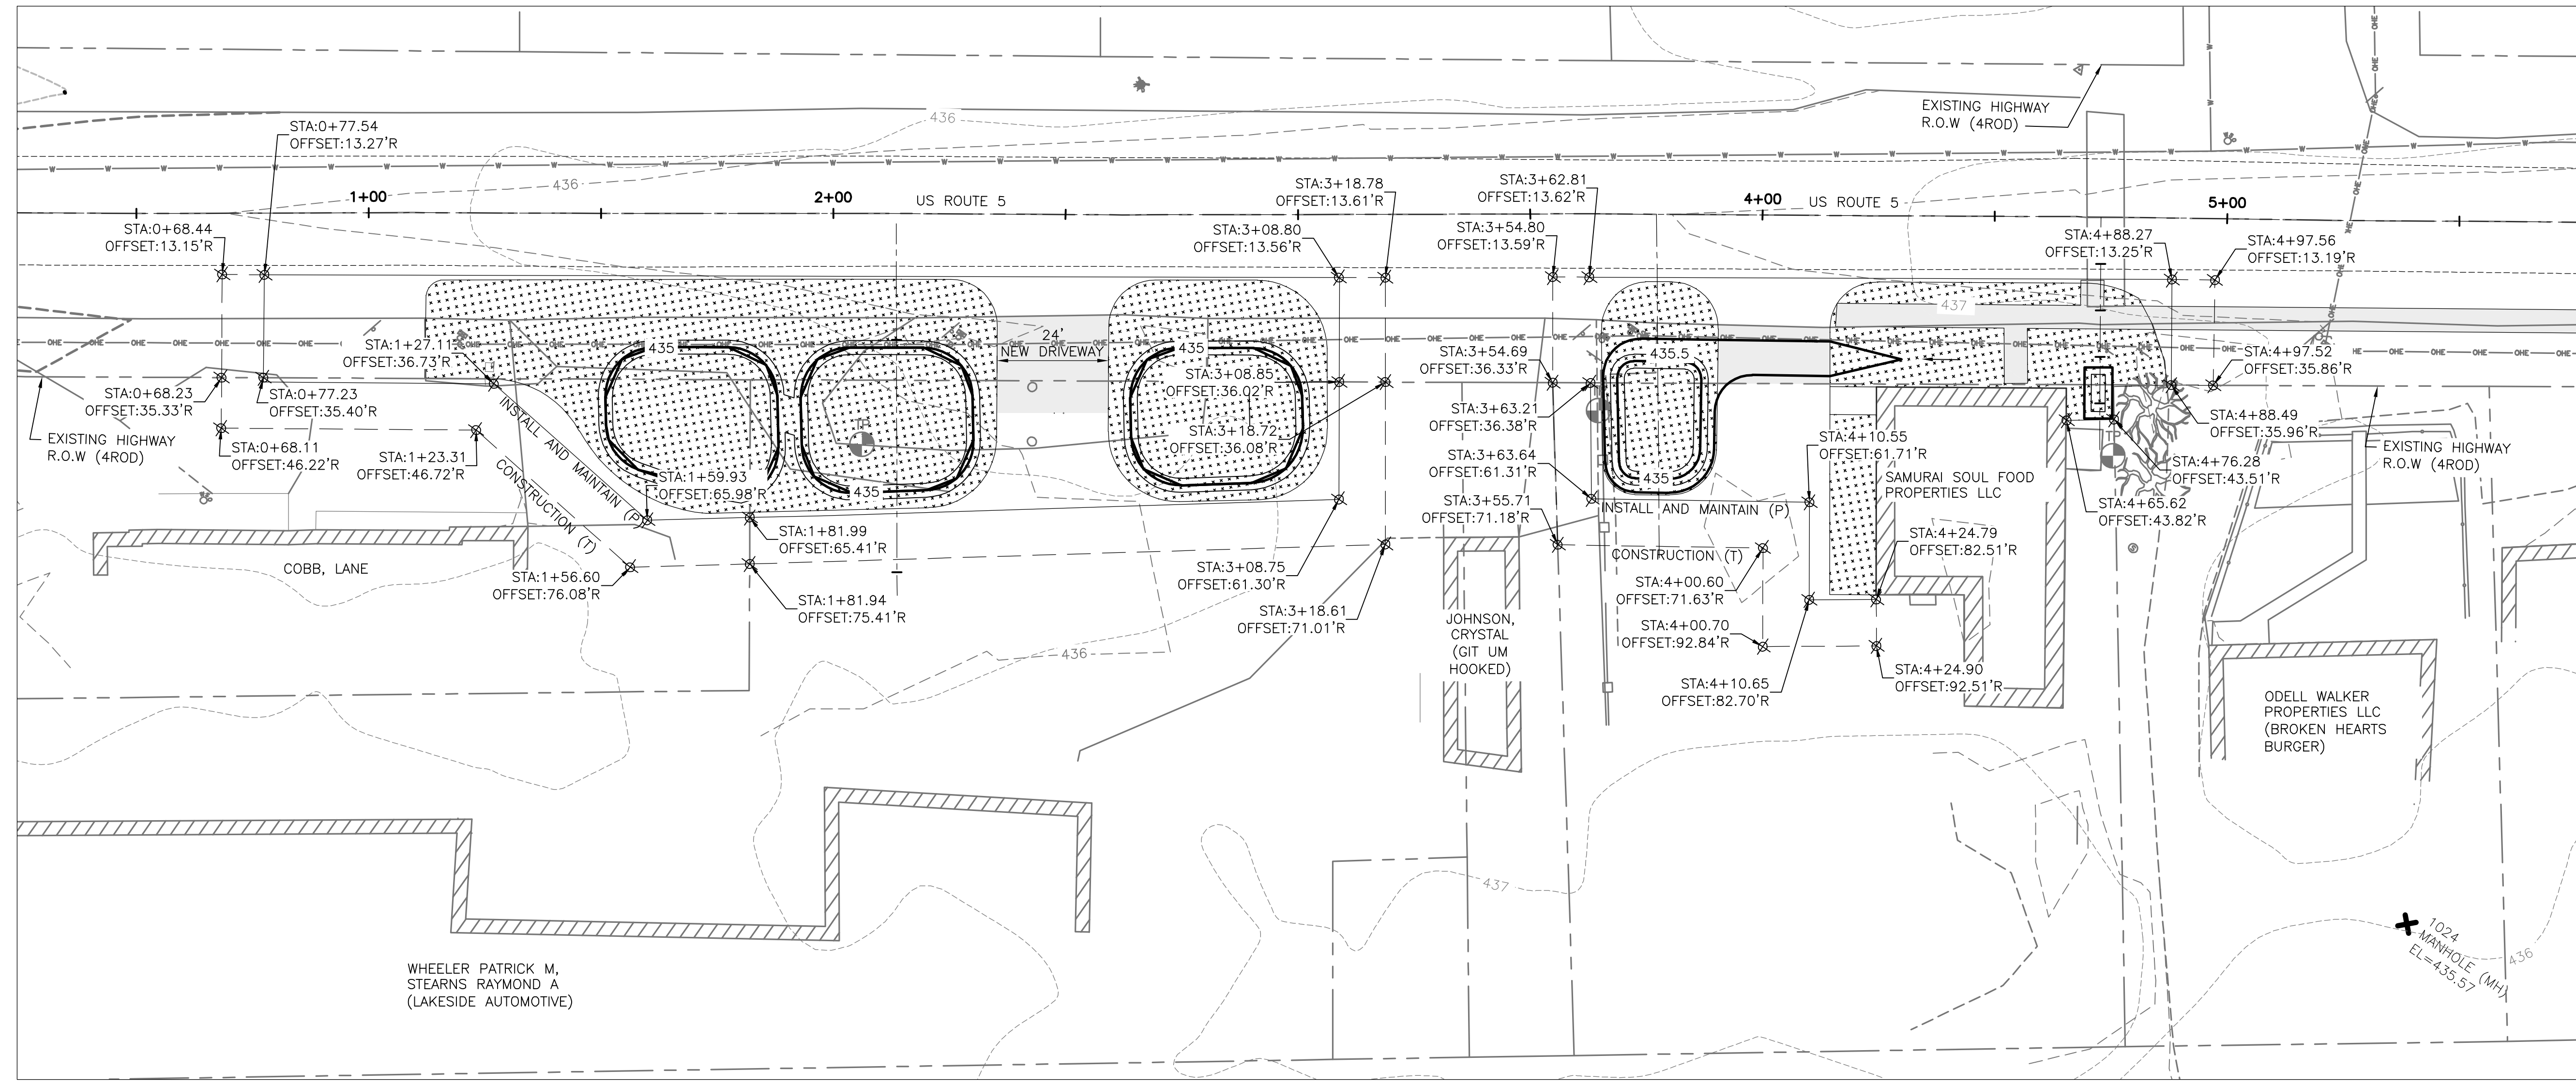 436
EXISTING HIGHWAY
R.O.W (4ROD)
STA:0+77.54
OFFSET:13.27'R
436
1+00
2+00
US ROUTE 5
STA:3+18.78
OFFSET:13.61'R
STA:3+62.81
OFFSET:13.62'R
4+00
US ROUTE 5
5+00
STA:0+68.44
OFFSET:13.15'R
STA:3+08.80
OFFSET:13.56'R
STA:3+54.80
OFFSET:13.59'R
STA:4+88.27
OFFSET:13.25'R
STA:4+97.56
OFFSET:13.19'R
437
24'
NEW DRIVEWAY
STA:1+27.11
OFFSET:36.73'R
435
435
435.5
STA:3+54.69
OFFSET:36.33'R
STA:4+97.52
OFFSET:35.86'R
STA:3+08.85
OFFSET:36.02'R
STA:0+68.23
OFFSET:35.33'R
STA:0+77.23
OFFSET:35.40'R
STA:3+63.21
OFFSET:36.38'R
STA:4+88.49
OFFSET:35.96'R
EXISTING HIGHWAY
R.O.W (4ROD)
STA:0+68.11
OFFSET:46.22'R
STA:1+23.31
OFFSET:46.72'R
INSTALL AND MAINTAIN (P)
CONSTRUCTION (T)
TP
STA:3+18.72
OFFSET:36.08'R
STA:3+63.64
OFFSET:61.31'R
STA:4+10.55
OFFSET:61.71'R
SAMURAI SOUL FOOD
PROPERTIES LLC
TP
STA:4+76.28
OFFSET:43.51'R
EXISTING HIGHWAY
R.O.W (4ROD)
STA:1+59.93
OFFSET:65.98'R
435
435
STA:3+55.71
OFFSET:71.18'R
INSTALL AND MAINTAIN (P)
STA:4+65.62
OFFSET:43.82'R
STA:1+81.99
OFFSET:65.41'R
STA:4+24.79
OFFSET:82.51'R
COBB, LANE
CONSTRUCTION (T)
STA:1+56.60
OFFSET:76.08'R
STA:3+08.75
OFFSET:61.30'R
STA:4+00.60
OFFSET:71.63'R
STA:1+81.94
OFFSET:75.41'R
STA:3+18.61
OFFSET:71.01'R
JOHNSON,
CRYSTAL
(GIT UM
HOOKED)
STA:4+00.70
OFFSET:92.84'R
436
STA:4+10.65
OFFSET:82.70'R
STA:4+24.90
OFFSET:92.51'R
ODELL WALKER
PROPERTIES LLC
(BROKEN HEARTS
BURGER)
437
WHEELER PATRICK M,
STEARNS RAYMOND A
(LAKESIDE AUTOMOTIVE)
1024
MANHOLE (MH)
EL=435.57
436